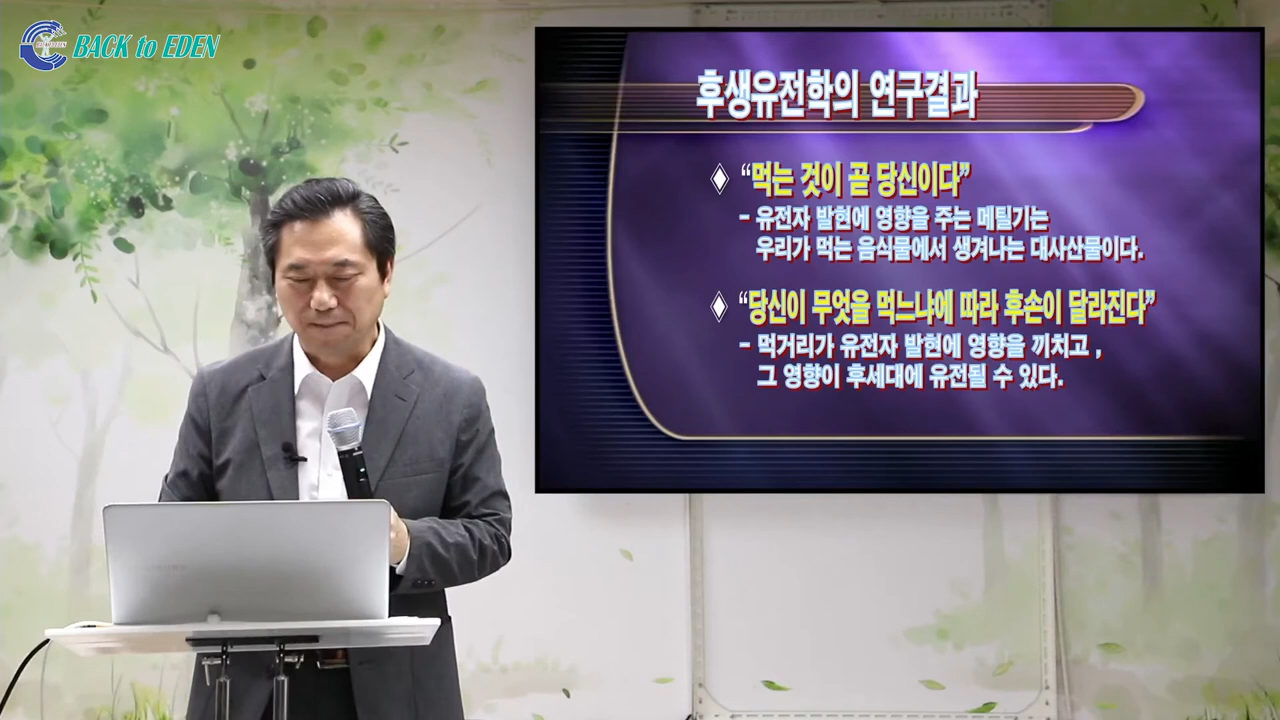 BACK to EDEN
후생유전학의 연구결과
“먹는 것이 곧 당신이다”
- 유전자 발현에 영향을 주는 메틸기는
우리가 먹는 음식물에서 생겨나는 대사산물이다.
“당신이 무엇을 먹느냐에 따라 후손이 달라진다”
- 먹거리가 유전자 발현에 영향을 끼치고 ,
그 영향이 후세대에 유전될 수 있다.